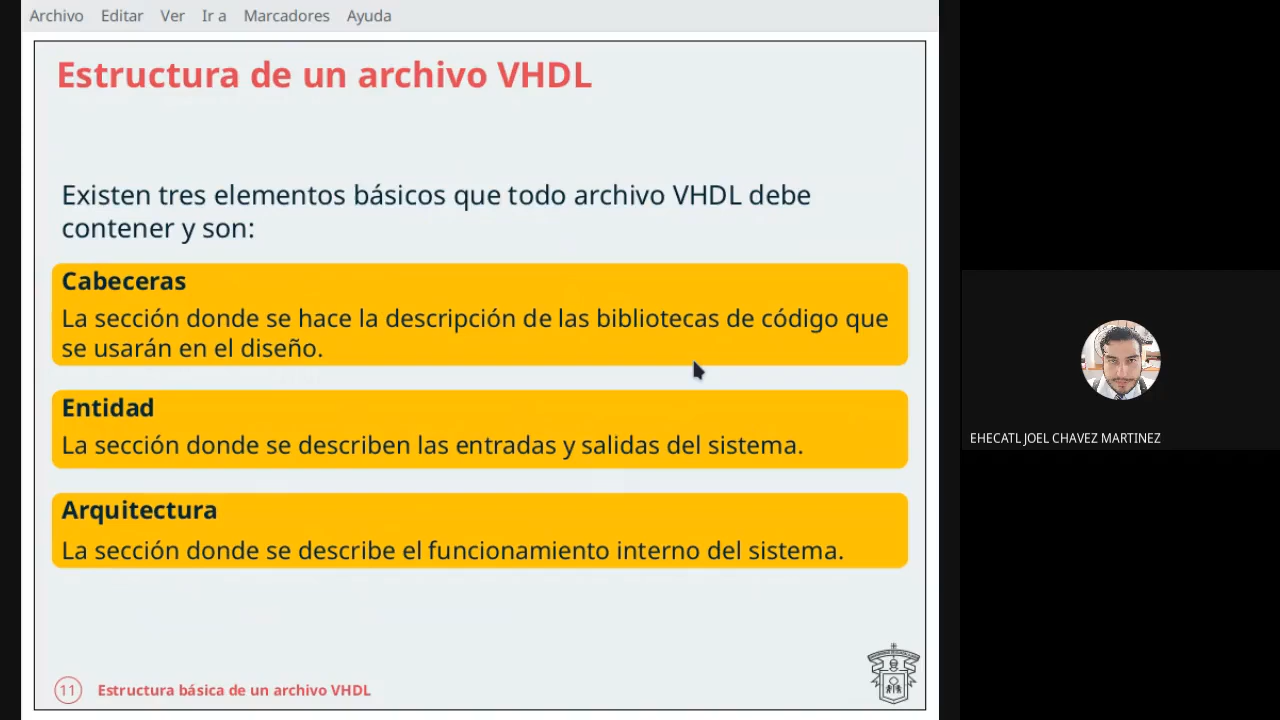 Archivo Editar Ver Ir a Marcadores Ayuda
Estructura de un archivo VHDL
Existen tres elementos básicos que todo archivo VHDL debe
contener y son:
Cabeceras
La sección donde se hace la descripción de las bibliotecas de código que
se usarán en el diseño.
Entidad
La sección donde se describen las entradas y salidas del sistema.
Arquitectura
La sección donde se describe el funcionamiento interno del sistema.
11 Estructura básica de un archivo VHDL
EHECATL JOEL CHAVEZ MARTINEZ